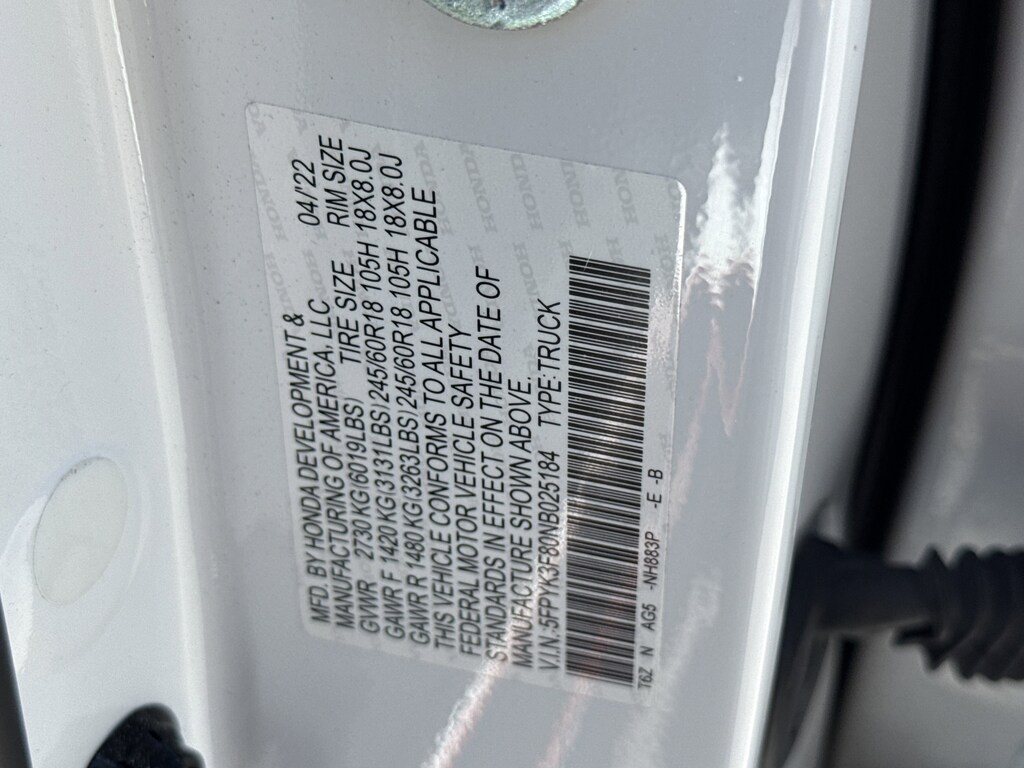 MFD. BY HONDA DEVELOPMENT &
MANUFACTURING OF AMERICA, LLC 04/'22
GVWR 2730 KG (6019LBS) TIRE SIZE RIM SIZE
GAWR F 1420 KG (3131LBS) 245/60R18 105H 18X8.0J
GAWR R 1480 KG (3263LBS) 245/60R18 105H 18X8.0J
THIS VEHICLE CONFORMS TO ALL APPLICABLE
FEDERAL MOTOR VEHICLE SAFETY
STANDARDS IN EFFECT ON THE DATE OF
MANUFACTURE SHOWN ABOVE.
V.I.N.:5FPYK3F80NB025184 TYPE:TRUCK
T6Z N AG5 -NH883P -E -B